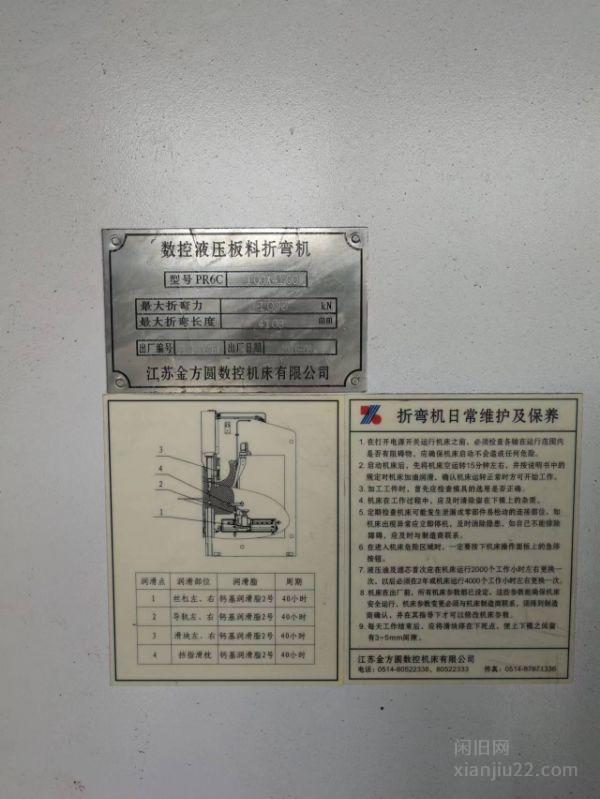 数控液压板料折弯机
型号 PR6C
最大折弯力 kN
最大折弯长度 mm
出厂编号 出厂日期
江苏金方圆数控机床有限公司
3
4
2
1
润滑点 润滑部位 润滑脂 周期
1 丝杠左、右 钙基润滑脂2号 40小时
2 导轨左、右 钙基润滑脂2号 40小时
3 滑块左、右 钙基润滑脂2号 40小时
4 挡指滑枕 钙基润滑脂2号 40小时
折弯机日常维护及保养
1. 在打开电源开关运行机床之前，必须检查各轴在运行范围内
是否有阻碍物，应确保机床启动不会造成任何危险。
2. 启动机床后，先将机床空运转15分钟左右，并按说明书中的
规定对机床加油润滑，确认机床运转正常时方可开始工作。
3. 加工工件时，首先应检查模具的选用是否正确。
4. 机床在工作过程中，应及时清除留在下模上的杂质。
5. 定期检查机床可能发生泄漏或零部件易松动的连接部位，如
机床出现异常应立即停机，及时消除隐患，如自己不能排除
障碍，应及时与制造商联系。
6. 在进入机床危险区域时，一定要按下机床操作面板上的急停
按钮。
7. 液压油及滤芯首次应在机床运行2000个工作小时左右更换一
次，以后必须在2年或机床运行4000个工作小时左右更换一次。
8. 机床在出厂前，所有机床参数都已设定，这些参数能确保机床
安全运行，机床参数变更必须与机床制造商联系，须得到制造
商确认，并在其指导下才可以修改机床参数。
9. 每天工作结束后，应将滑块停在下死点，使上下模之间留
有3~5mm间隙。
江苏金方圆数控机床有限公司
电话：0514-80522338、80522333 传真：0514-87871336
闲旧网
xianjiu22.com